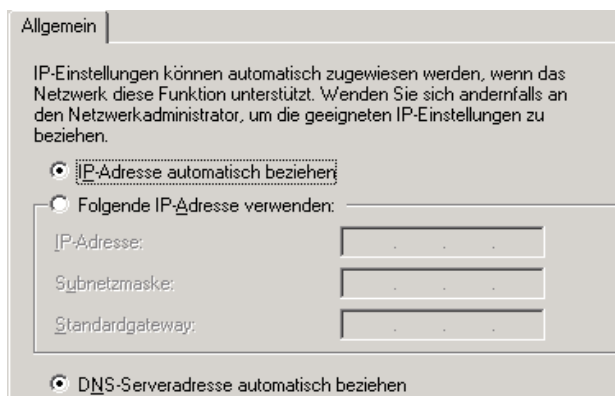 Allgemein
IP-Einstellungen können automatisch zugewiesen werden, wenn das
Netzwerk diese Funktion unterstützt. Wenden Sie sich andernfalls an
den Netzwerkadministrator, um die geeigneten IP-Einstellungen zu
beziehen.
IP-Adresse automatisch beziehen
Folgende IP-Adresse verwenden:
IP-Adresse:
Subnetzmaske:
Standardgateway:
DNS-Serveradresse automatisch beziehen